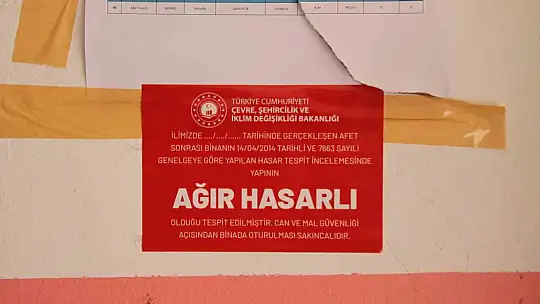 TÜRKİYE CUMHURİYETİ
ÇEVRE, ŞEHİRCİLİK VE
İKLİM DEĞİŞİKLİĞİ BAKANLIĞI
İLİMİZDE ..../..../...... TARİHİNDE GERÇEKLEŞEN AFET
SONRASI BİNANIN 14/04/2014 TARİHLİ VE 7663 SAYILI
GENELGEYE GÖRE YAPILAN HASAR TESPİT İNCELEMESİNDE
YAPININ
AĞIR HASARLI
OLDUĞU TESPİT EDİLMİŞTİR. CAN VE MAL GÜVENLİĞİ
AÇISINDAN BİNADA OTURULMASI SAKINCALIDIR.